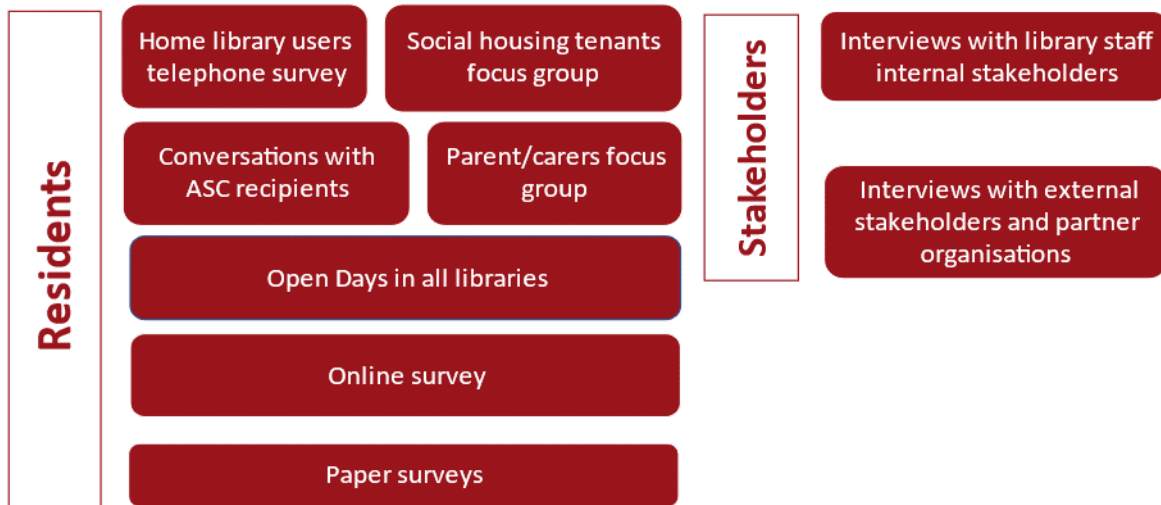 Residents
Home library users
telephone survey
Social housing tenants
focus group
Conversations with
ASC recipients
Parent/carers focus
group
Open Days in all libraries
Online survey
Paper surveys
Stakeholders
Interviews with library staff
internal stakeholders
Interviews with external
stakeholders and partner
organisations